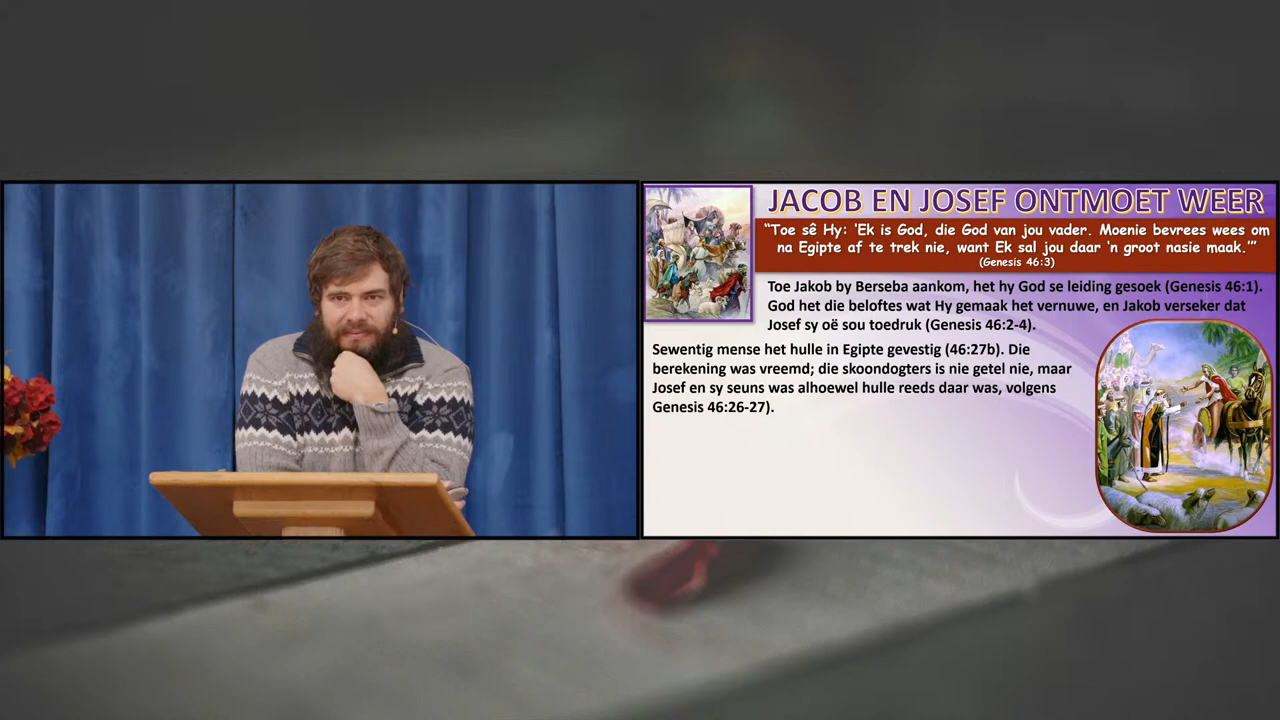 JACOB EN JOSEF ONTMOET WEER
“Toe sê Hy: ‘Ek is God, die God van jou vader. Moenie bevrees wees om
na Egipte af te trek nie, want Ek sal jou daar ‘n groot nasie maak.’”
(Genesis 46:3)
Toe Jakob by Berseba aankom, het hy God se leiding gesoek (Genesis 46:1).
God het die beloftes wat Hy gemaak het vernuwe, en Jakob verseker dat
Josef sy oë sou toedruk (Genesis 46:2-4).
Sewentig mense het hulle in Egipte gevestig (46:27b). Die
berekening was vreemd; die skoondogters is nie getel nie, maar
Josef en sy seuns was alhoewel hulle reeds daar was, volgens
Genesis 46:26-27).